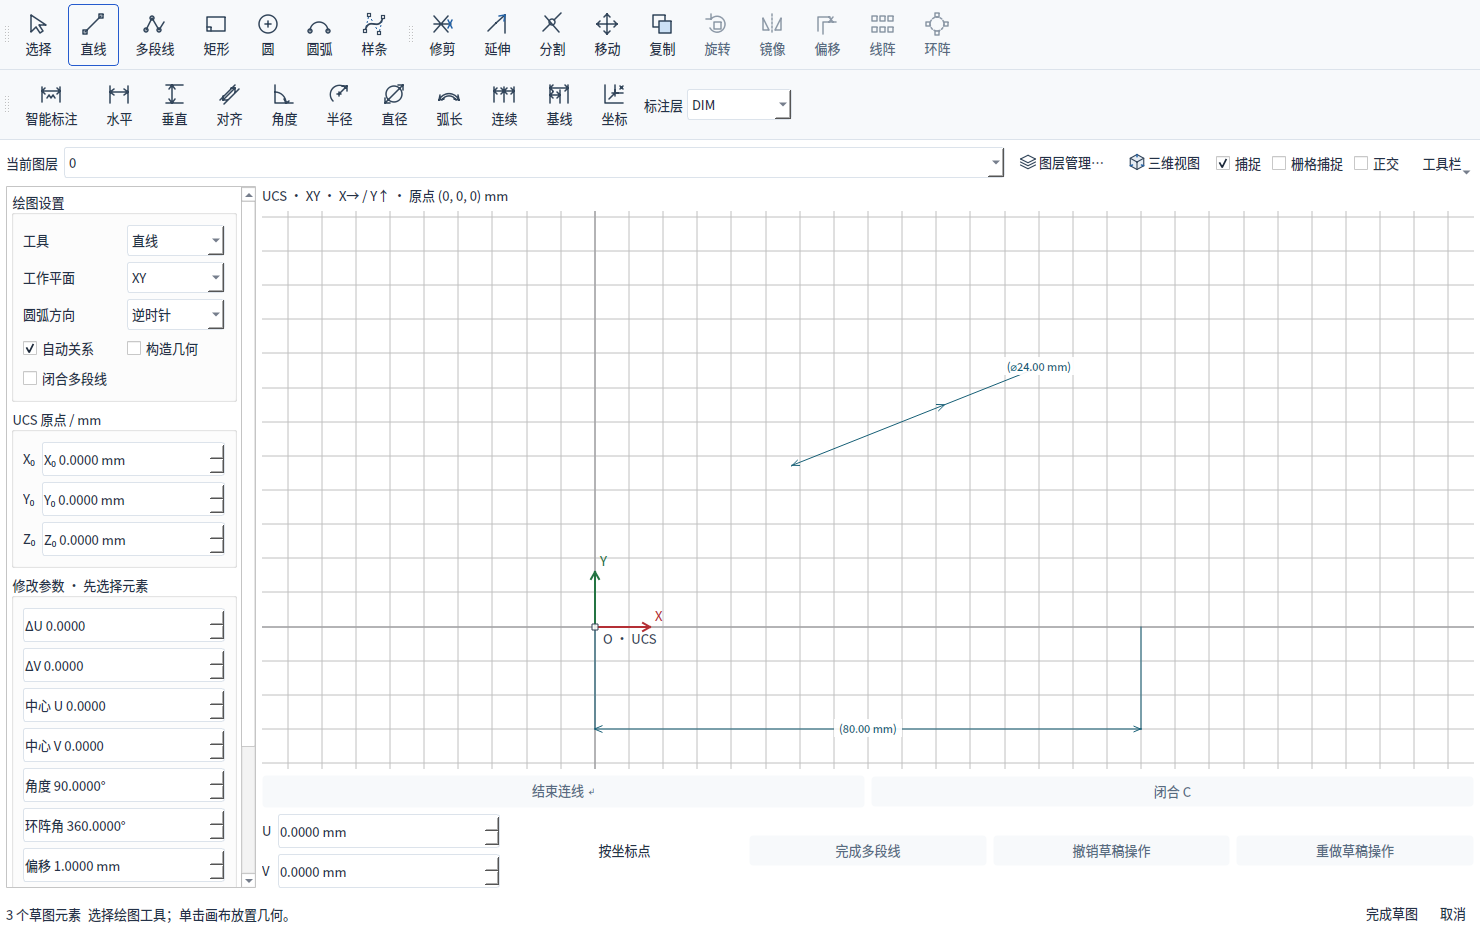 选择 直线 多段线 矩形 圆 圆弧 样条 修剪 延伸 分割 移动 复制 旋转 镜像 偏移 线阵 环阵
智能标注 水平 垂直 对齐 角度 半径 直径 弧长 连续 基线 坐标 标注层 DIM
当前图层 0 图层管理… 三维视图 捕捉 栅格捕捉 正交 工具栏
绘图设置
工具 直线
工作平面 XY
圆弧方向 逆时针
自动关系 构造几何
闭合多段线
UCS 原点 / mm
X₀ X₀ 0.0000 mm
Y₀ Y₀ 0.0000 mm
Z₀ Z₀ 0.0000 mm
修改参数 · 先选择元素
ΔU 0.0000
ΔV 0.0000
中心 U 0.0000
中心 V 0.0000
角度 90.0000°
环阵角 360.0000°
偏移 1.0000 mm
UCS · XY · X→ / Y↑ · 原点 (0, 0, 0) mm
(⌀24.00 mm)
Y
X
O · UCS
(80.00 mm)
结束连线 ↲ 闭合 C
U 0.0000 mm
V 0.0000 mm
按坐标点 完成多段线 撤销草稿操作 重做草稿操作
3 个草图元素 选择绘图工具；单击画布放置几何。 完成草图 取消